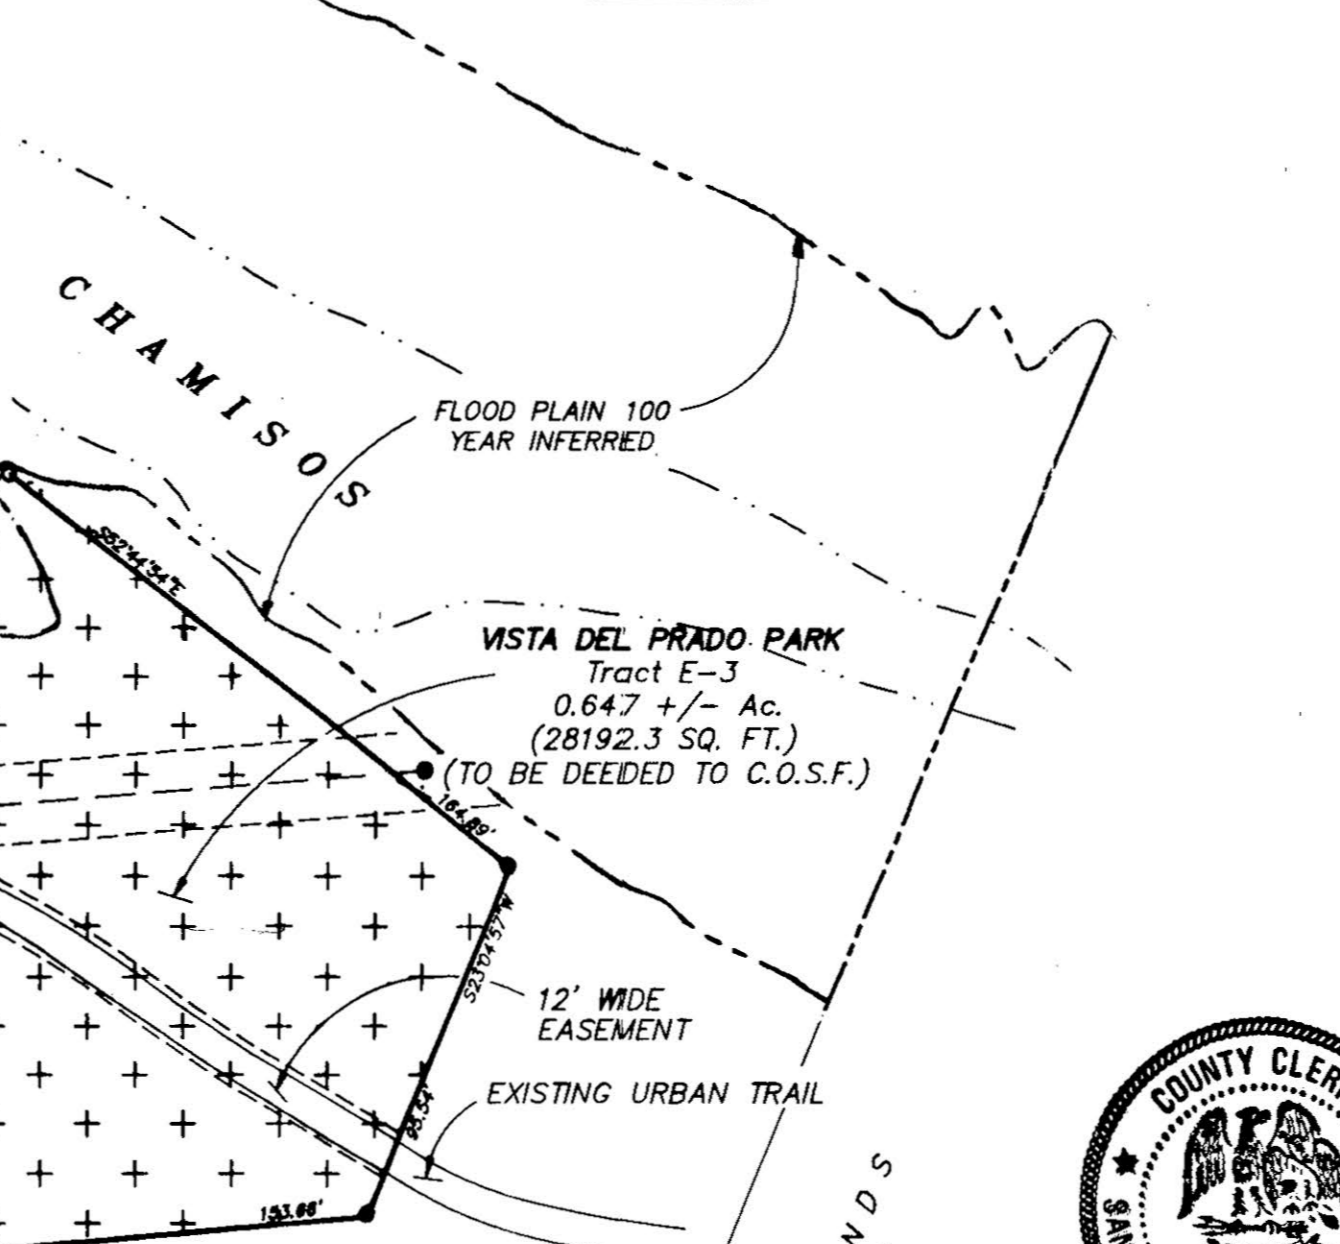 CHAMISOS
FLOOD PLAIN 100
YEAR INFERRED
S52°44'54"E
VISTA DEL PRADO PARK
Tract E-3
0.647 +/- Ac.
(28192.3 SQ. FT.)
(TO BE DEEDED TO C.O.S.F.)
164.89'
S23°04'57"W
12' WIDE
EASEMENT
EXISTING URBAN TRAIL
93.54'
153.66'
NDS
COUNTY CLER
SAN